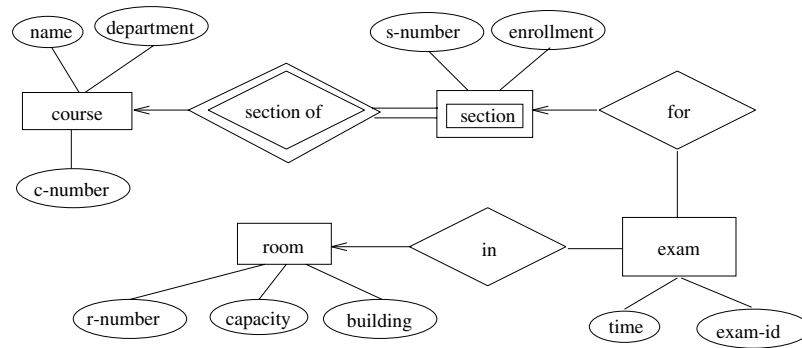 name
department
s-number
enrollment
course
section of
section
for
c-number
room
in
exam
r-number
capacity
building
time
exam-id